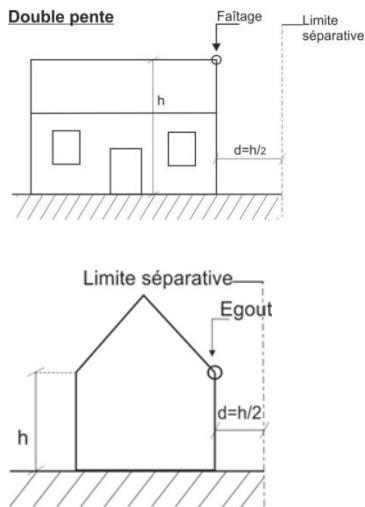 Double pente
Faîtage
Limite
séparative
h
d=h/2
Limite séparative
Egout
h
d=h/2